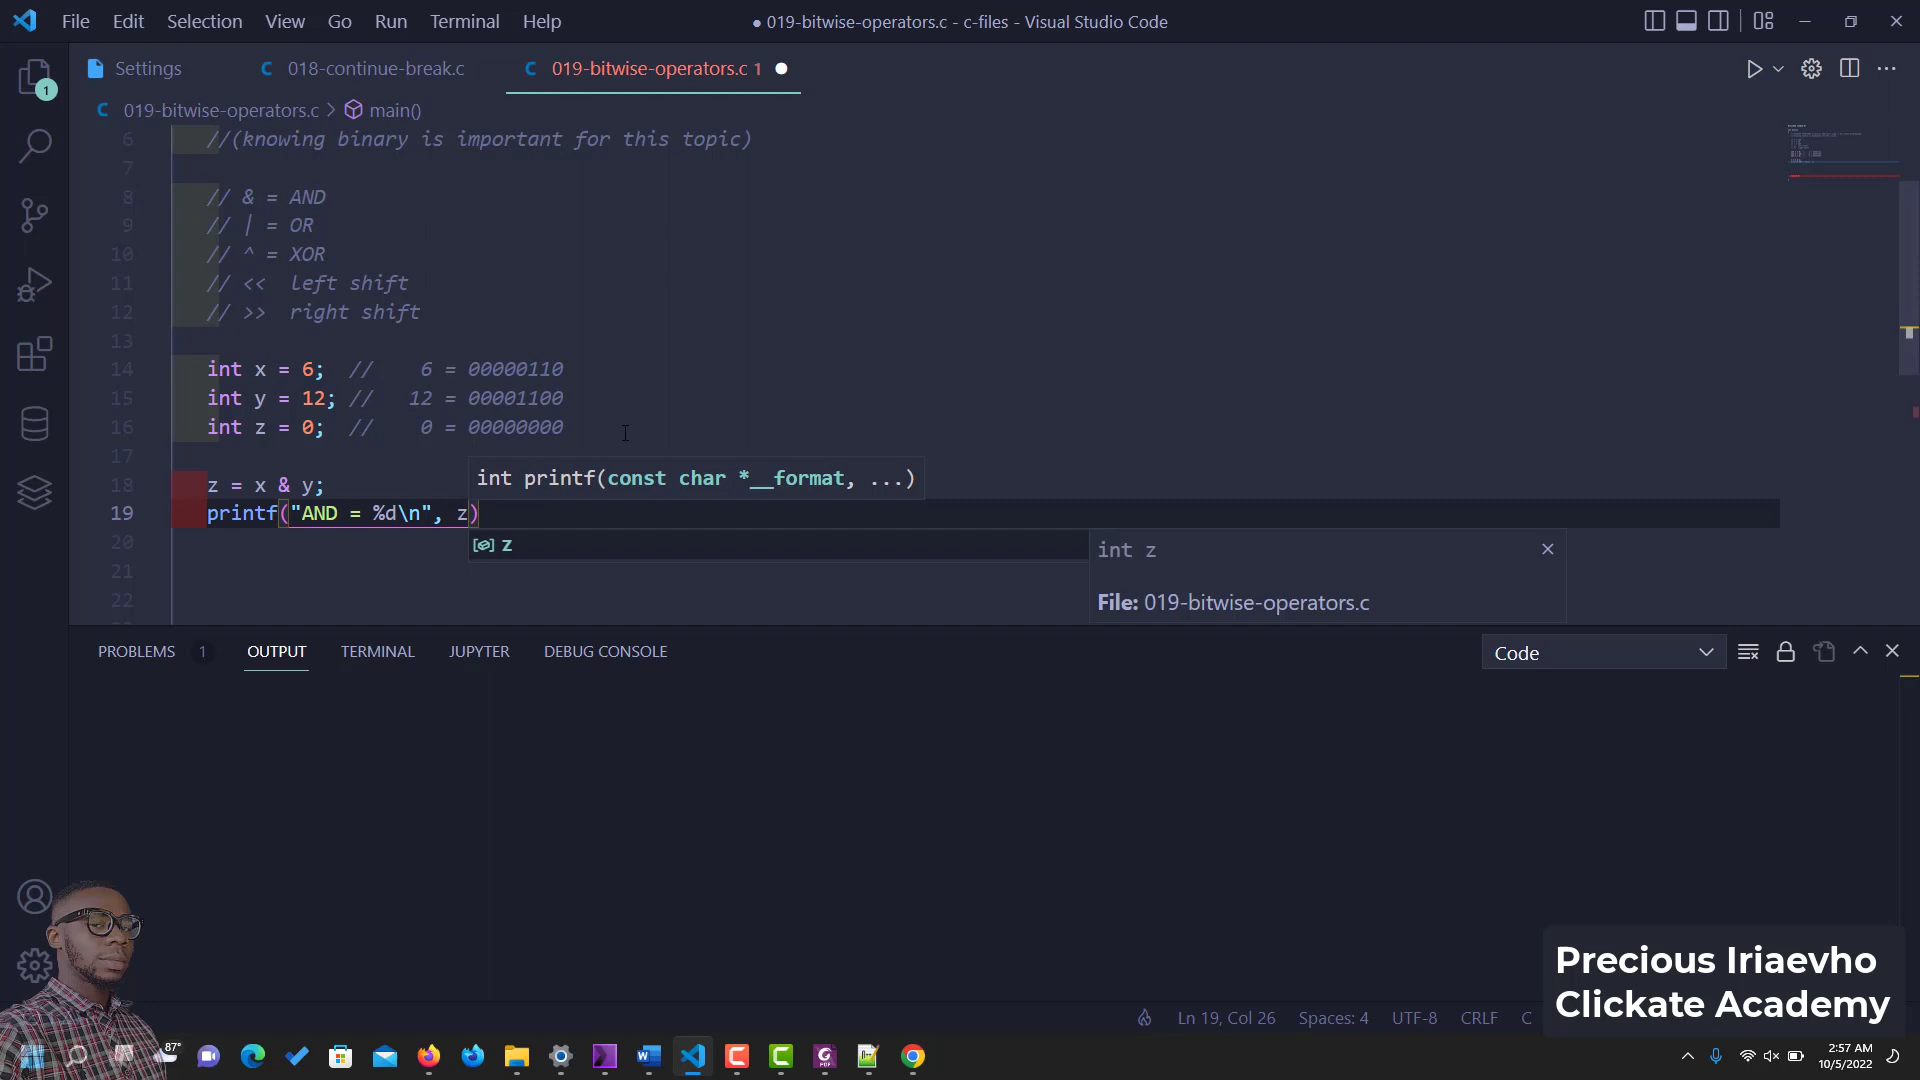 File Edit Selection View Go Run Terminal Help
● 019-bitwise-operators.c - c-files - Visual Studio Code
Settings
C 018-continue-break.c
C 019-bitwise-operators.c 1 ●
1
C 019-bitwise-operators.c > main()
6 //(knowing binary is important for this topic)
7
8 // & = AND
9 // | = OR
10 // ^ = XOR
11 // << left shift
12 // >> right shift
13
14 int x = 6; // 6 = 00000110
15 int y = 12; // 12 = 00001100
16 int z = 0; // 0 = 00000000
17
int printf(const char *__format, ...)
18 z = x & y;
19 printf("AND = %d\n", z)
20
z
int z
21
File: 019-bitwise-operators.c
22
PROBLEMS 1 OUTPUT TERMINAL JUPYTER DEBUG CONSOLE
Code
Precious Iriaevho
Clickate Academy
Ln 19, Col 26 Spaces: 4 UTF-8 CRLF C
87°
2:57 AM
10/5/2022